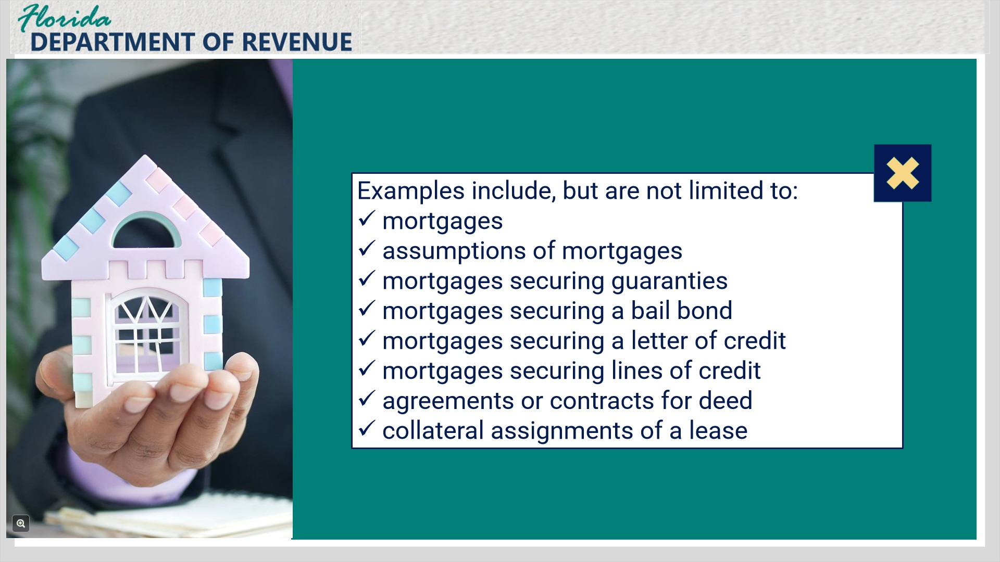 Florida
DEPARTMENT OF REVENUE
Examples include, but are not limited to:
✓ mortgages
✓ assumptions of mortgages
✓ mortgages securing guaranties
✓ mortgages securing a bail bond
✓ mortgages securing a letter of credit
✓ mortgages securing lines of credit
✓ agreements or contracts for deed
✓ collateral assignments of a lease